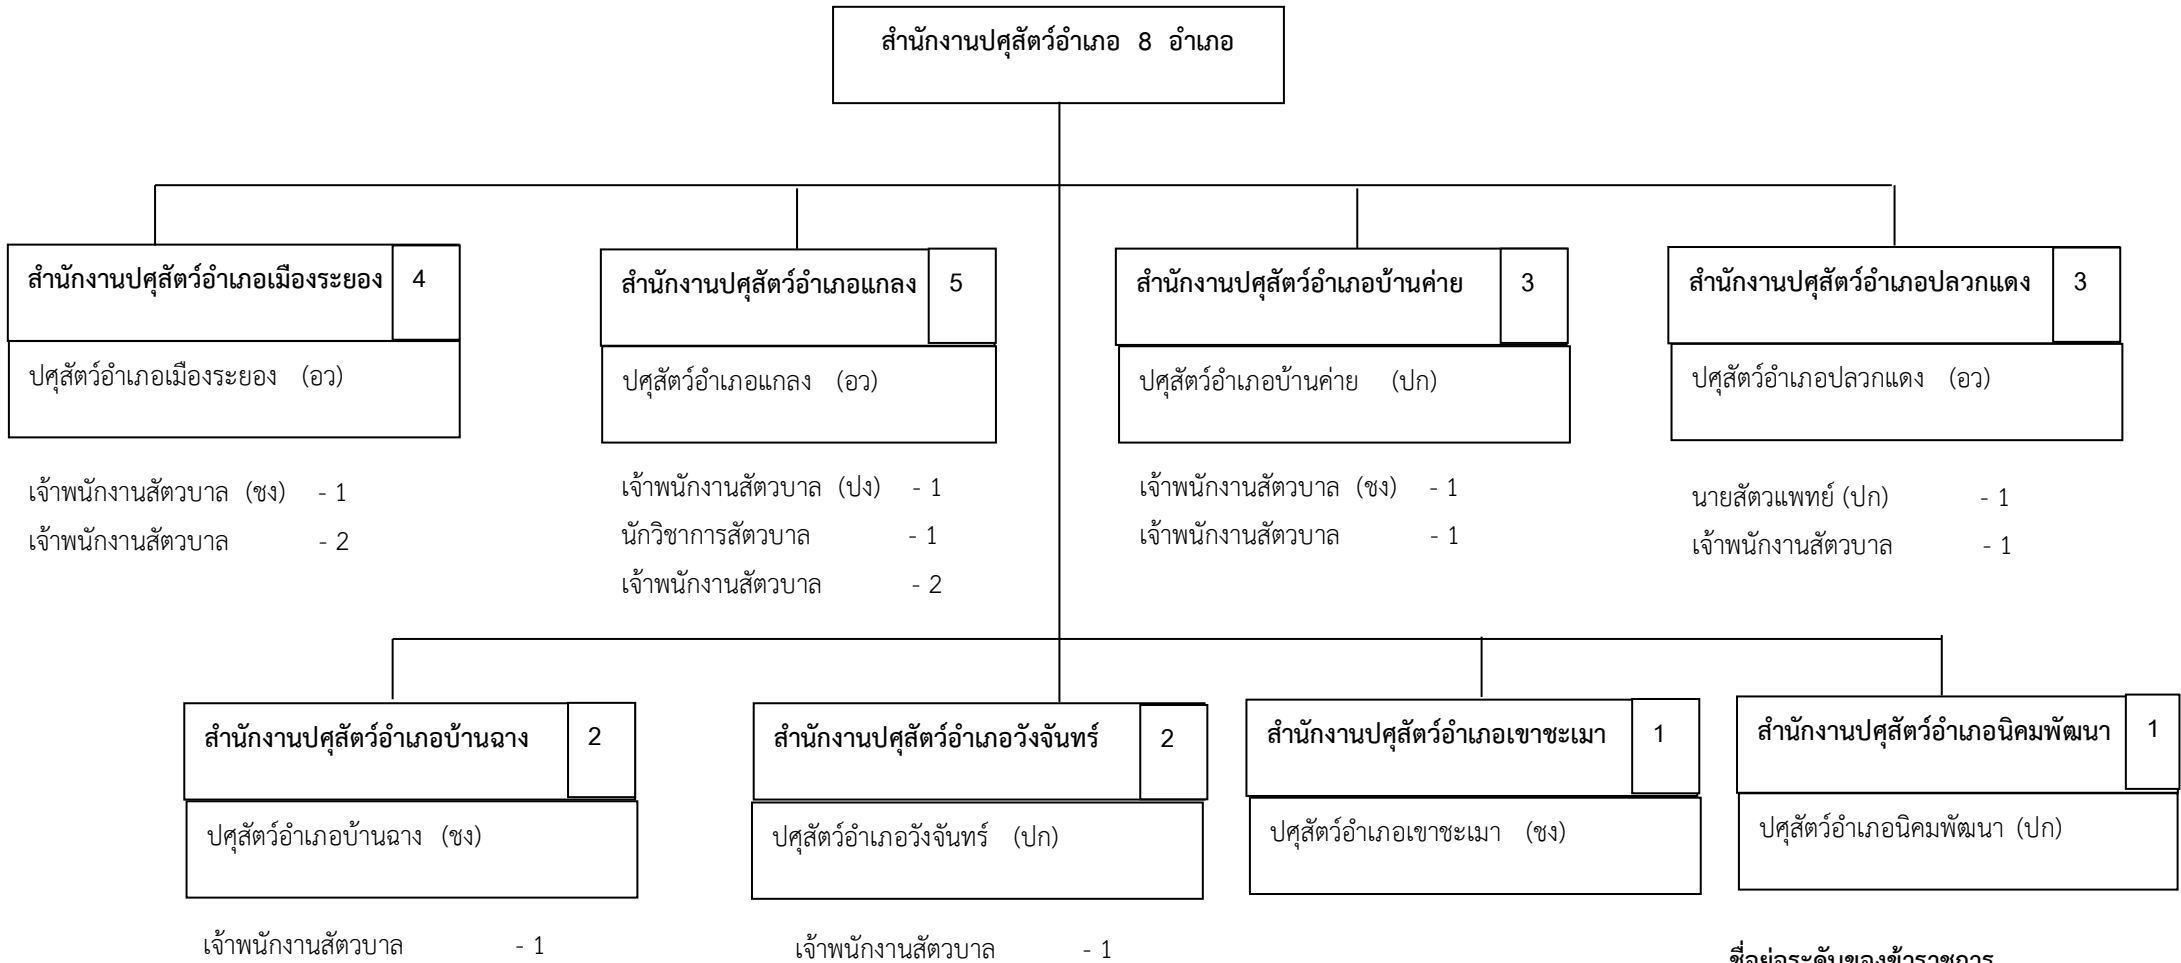 สำนักงานปศุสัตว์อำเภอ 8 อำเภอ
สำนักงานปศุสัตว์อำเภอเมืองระยอง 4
ปศุสัตว์อำเภอเมืองระยอง (อว)
เจ้าพนักงานสัตวบาล (ชง) - 1
เจ้าพนักงานสัตวบาล - 2
สำนักงานปศุสัตว์อำเภอแกลง 5
ปศุสัตว์อำเภอแกลง (อว)
เจ้าพนักงานสัตวบาล (ปง) - 1
นักวิชาการสัตวบาล - 1
เจ้าพนักงานสัตวบาล - 2
สำนักงานปศุสัตว์อำเภอบ้านค่าย 3
ปศุสัตว์อำเภอบ้านค่าย (ปก)
เจ้าพนักงานสัตวบาล (ชง) - 1
เจ้าพนักงานสัตวบาล - 1
สำนักงานปศุสัตว์อำเภอปลวกแดง 3
ปศุสัตว์อำเภอปลวกแดง (อว)
นายสัตวแพทย์ (ปก) - 1
เจ้าพนักงานสัตวบาล - 1
สำนักงานปศุสัตว์อำเภอบ้านฉาง 2
ปศุสัตว์อำเภอบ้านฉาง (ชง)
เจ้าพนักงานสัตวบาล - 1
สำนักงานปศุสัตว์อำเภอวังจันทร์ 2
ปศุสัตว์อำเภอวังจันทร์ (ปก)
เจ้าพนักงานสัตวบาล - 1
สำนักงานปศุสัตว์อำเภอเขาชะเมา 1
ปศุสัตว์อำเภอเขาชะเมา (ชง)
สำนักงานปศุสัตว์อำเภอนิคมพัฒนา 1
ปศุสัตว์อำเภอนิคมพัฒนา (ปก)
ชื่อย่อระดับของข้าราชการ